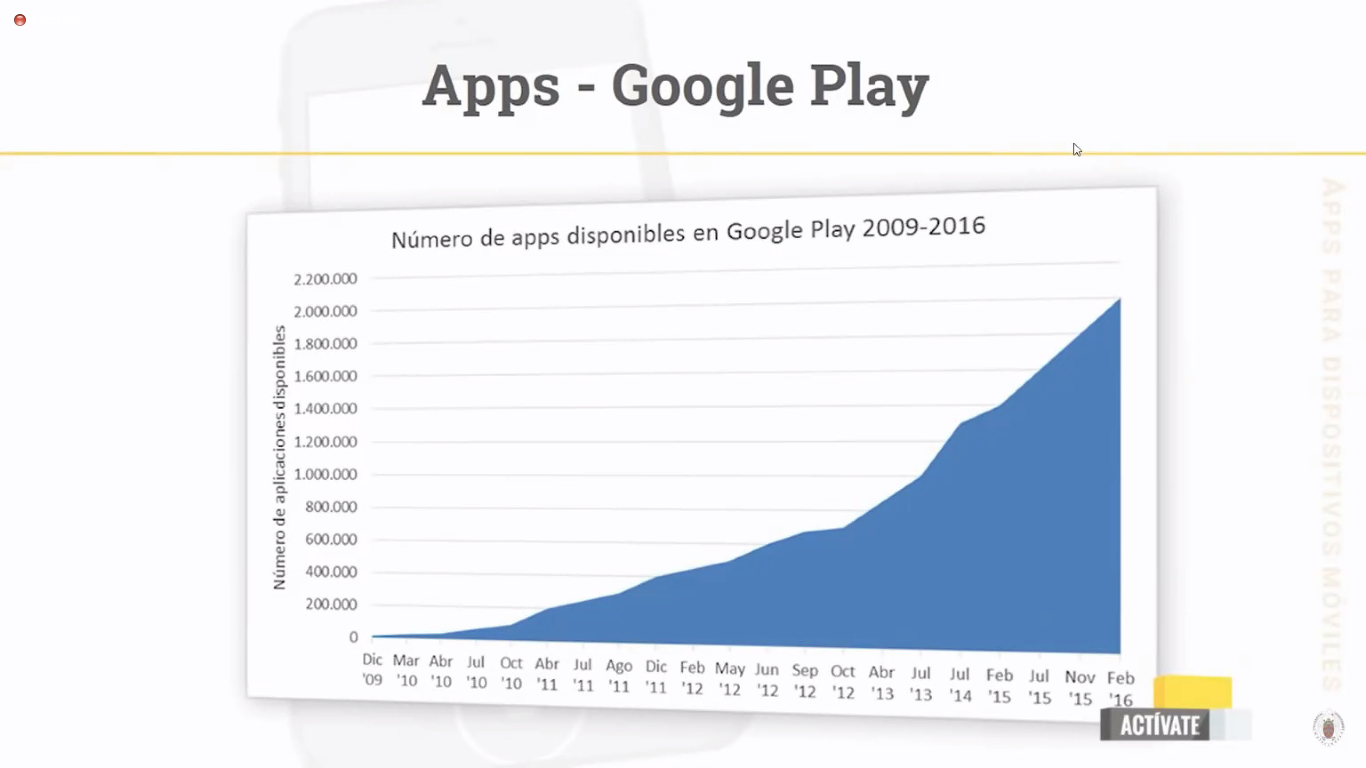 Apps - Google Play
Número de apps disponibles en Google Play 2009-2016
Número de aplicaciones disponibles
2.200.000
2.000.000
1.800.000
1.600.000
1.400.000
1.200.000
1.000.000
800.000
600.000
400.000
200.000
0
Dic Mar Abr Jul Oct Abr Jul Ago Dic Feb May Jun Sep Oct Abr Jul Jul Feb Jul Nov Feb
'09 '10 '10 '10 '10 '11 '11 '11 '11 '12 '12 '12 '12 '12 '13 '13 '14 '15 '15 '15 '16
APPS PARA DISPOSITIVOS MÓVILES
ACTÍVATE